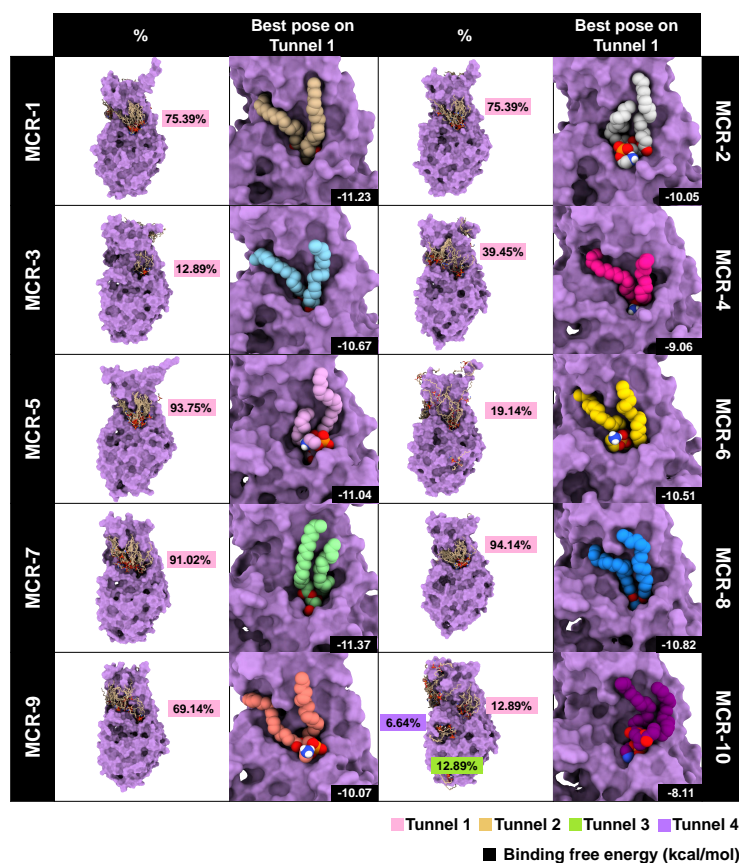 %
Best pose on
Tunnel 1
%
Best pose on
Tunnel 1
MCR-1
75.39%
-11.23
75.39%
-10.05
MCR-2
MCR-3
12.89%
-10.67
39.45%
-9.06
MCR-4
MCR-5
93.75%
-11.04
19.14%
-10.51
MCR-6
MCR-7
91.02%
-11.37
94.14%
-10.82
MCR-8
MCR-9
69.14%
-10.07
12.89%
6.64%
12.89%
-8.11
MCR-10
Tunnel 1 Tunnel 2 Tunnel 3 Tunnel 4
Binding free energy (kcal/mol)